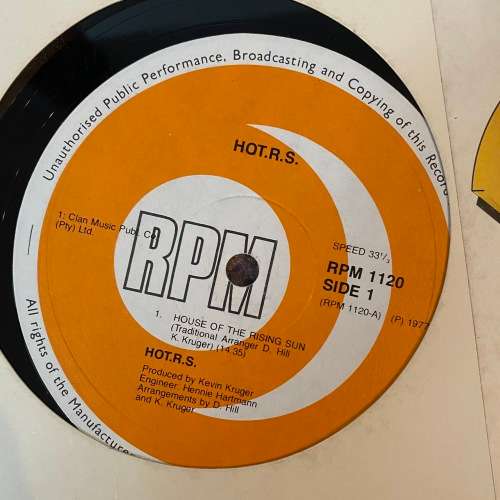 Unauthorised Public Performance, Broadcasting and Copying of this Record
HOT.R.S.
1: Clan Music Publ. Co.
(Pty) Ltd.
RPM
SPEED 33⅓
RPM 1120
SIDE 1
(RPM 1120-A) (P) 1977
1. HOUSE OF THE RISING SUN
(Traditional Arranger D. Hill
K. Kruger) (14.35)
HOT.R.S.
Produced by Kevin Kruger
Engineer: Hennie Hartmann
Arrangements by D. Hill
and K. Kruger
All rights of the Manufacturer